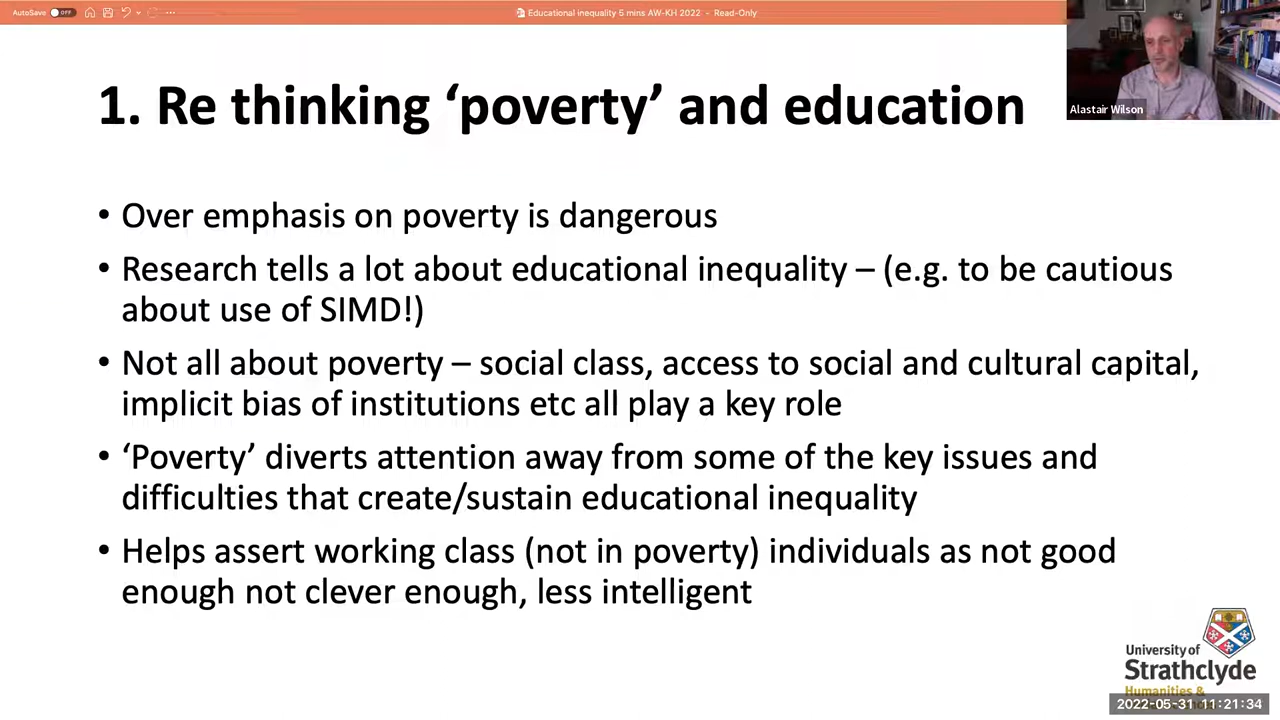 AutoSave OFF
Educational inequality 5 mins AW-KH 2022 - Read-Only
Alastair Wilson
1. Re thinking ‘poverty’ and education
• Over emphasis on poverty is dangerous
• Research tells a lot about educational inequality – (e.g. to be cautious
about use of SIMD!)
• Not all about poverty – social class, access to social and cultural capital,
implicit bias of institutions etc all play a key role
• ‘Poverty’ diverts attention away from some of the key issues and
difficulties that create/sustain educational inequality
• Helps assert working class (not in poverty) individuals as not good
enough not clever enough, less intelligent
University of
Strathclyde
Humanities &
2022-05-31 11:21:34